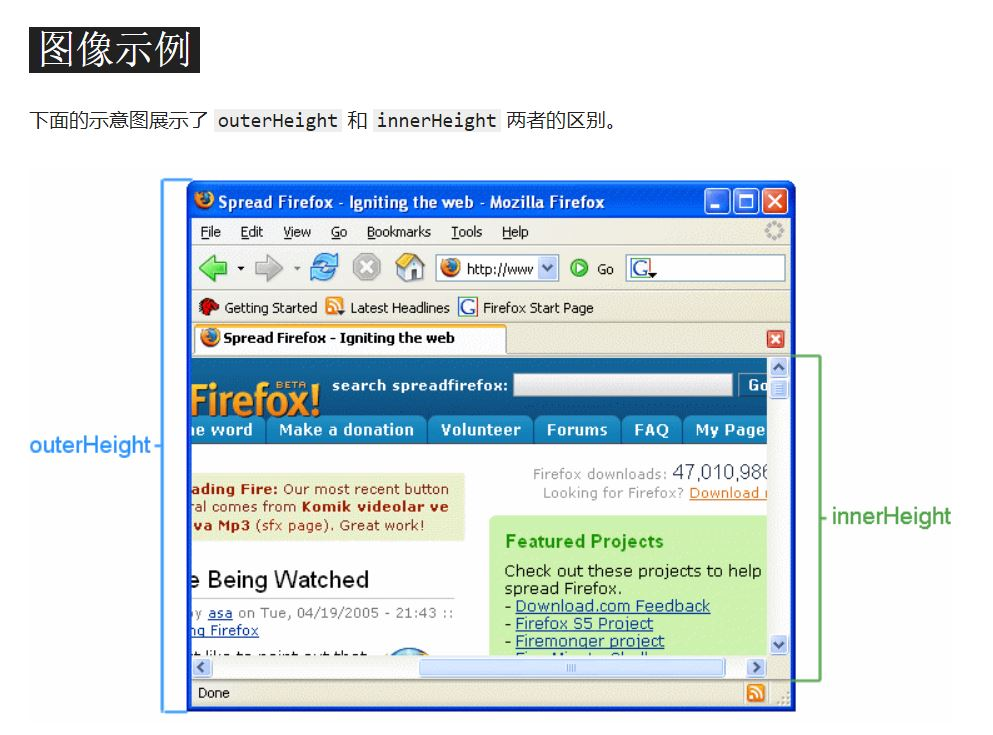 图像示例
下面的示意图展示了 outerHeight 和 innerHeight 两者的区别。
Spread Firefox - Igniting the web - Mozilla Firefox
File Edit View Go Bookmarks Tools Help
http://www Go G
Getting Started Latest Headlines G Firefox Start Page
Spread Firefox - Igniting the web
BETA
Firefox! search spreadfirefox: Go
word Make a donation Volunteer Forums FAQ My Page
outerHeight
Firefox downloads: 47,010,986
Looking for Firefox? Download
ading Fire: Our most recent button
al comes from Komik videolar ve
va Mp3 (sfx page). Great work!
innerHeight
Featured Projects
Check out these projects to help
spread Firefox.
- Download.com Feedback
- Firefox S5 Project
- Firemonger project
e Being Watched
by asa on Tue, 04/19/2005 - 21:43 ::
ng Firefox
Done